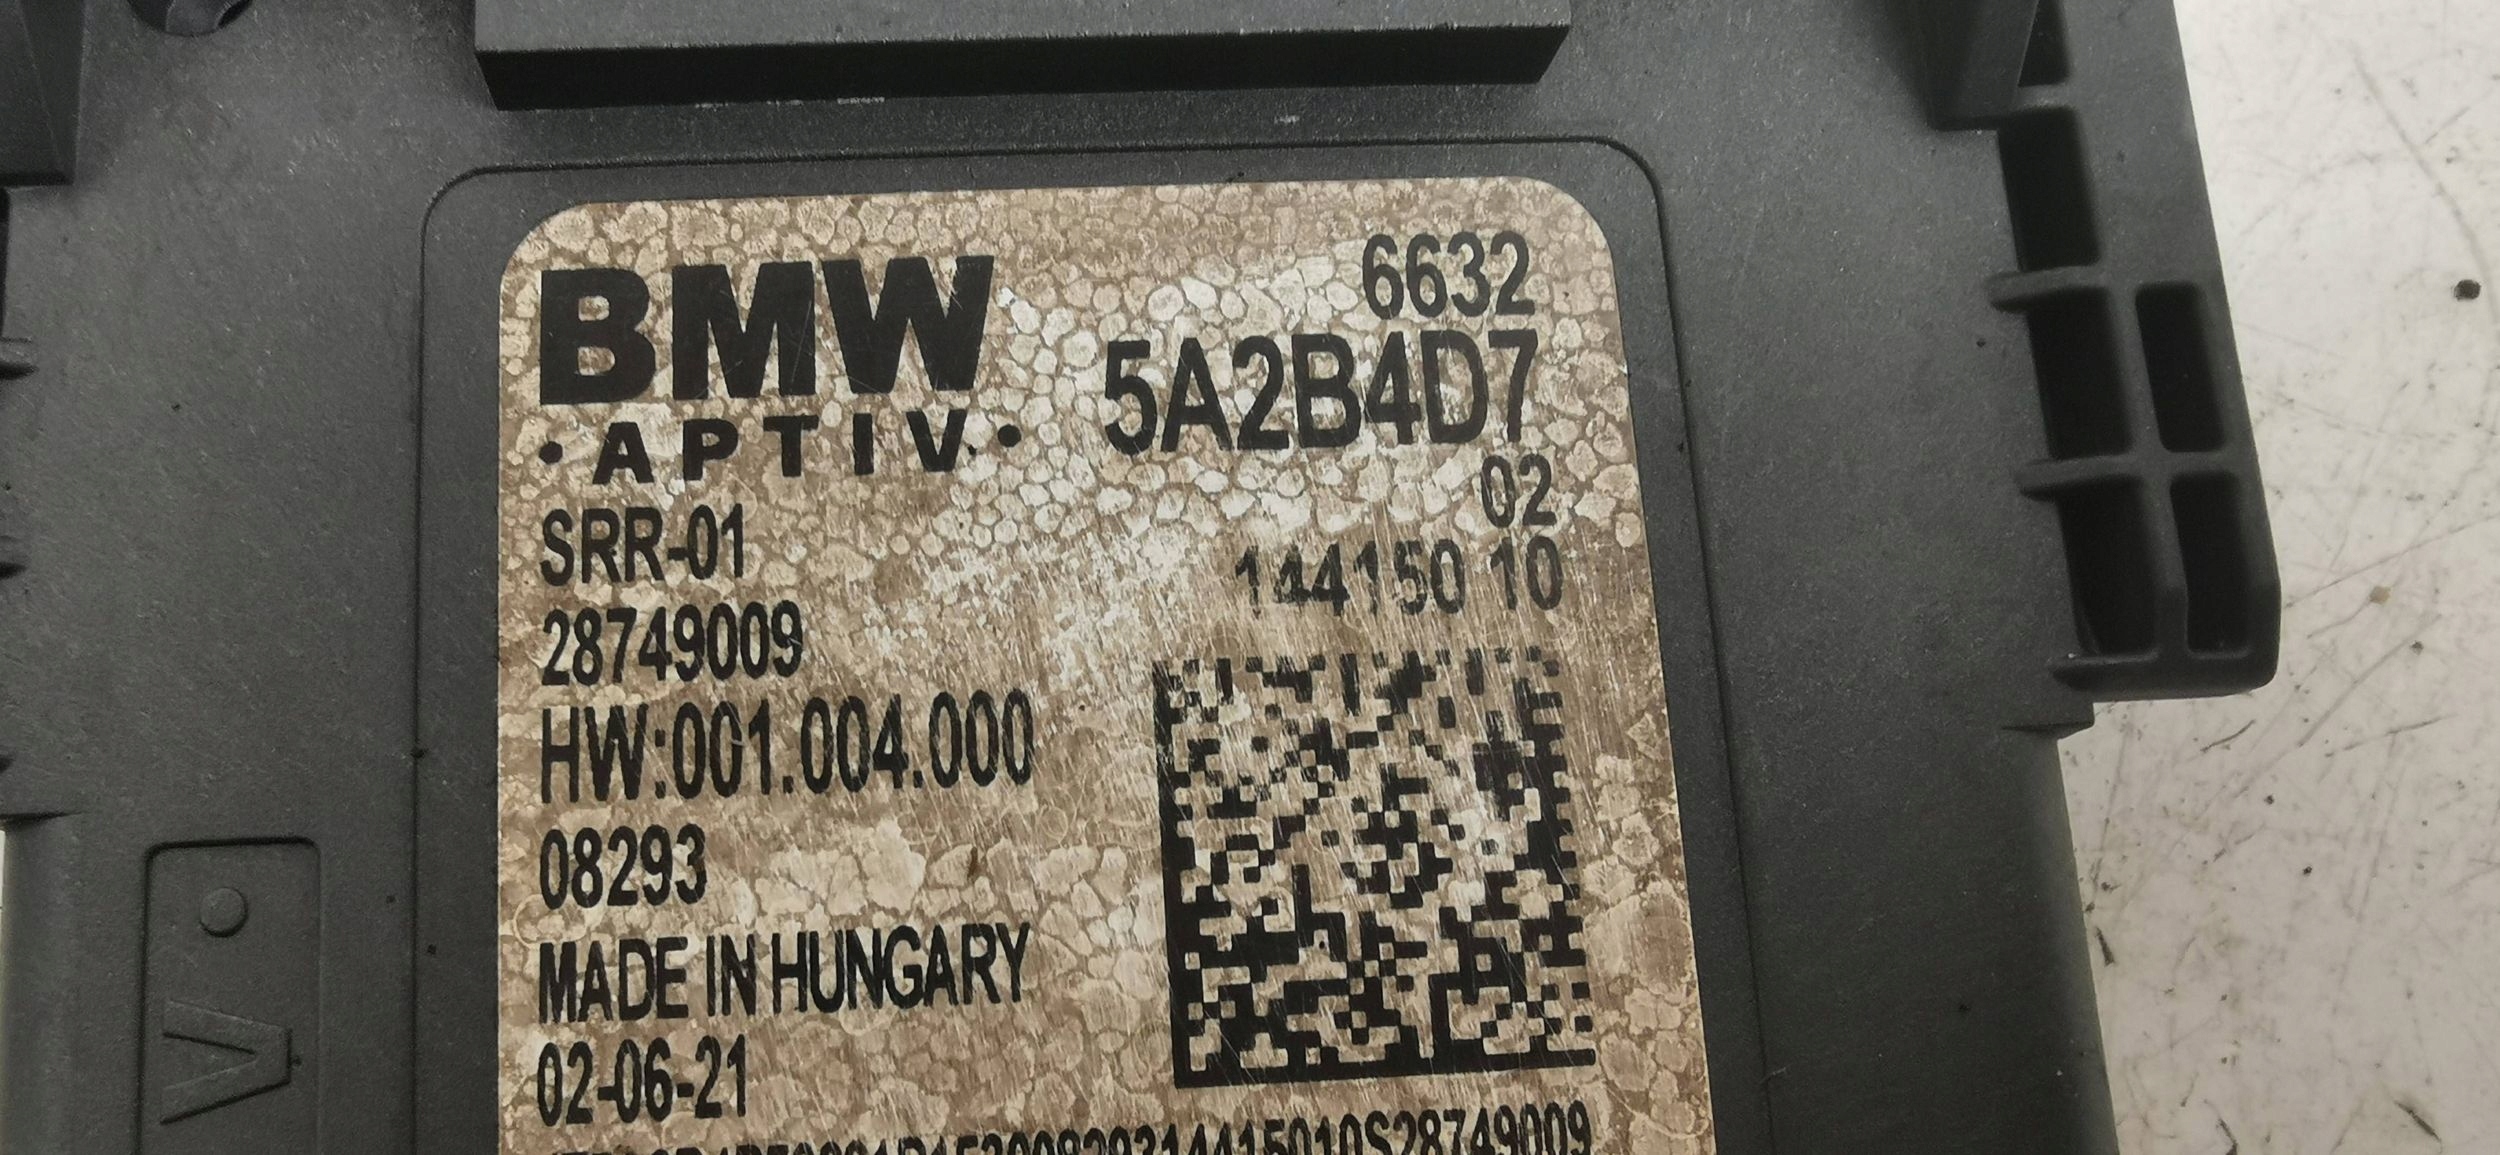 BMW
• APTIV •
6632
5A2B4D7
02
144150 10
SRR-01
28749009
HW:001.004.000
08293
MADE IN HUNGARY
02-06-21
V